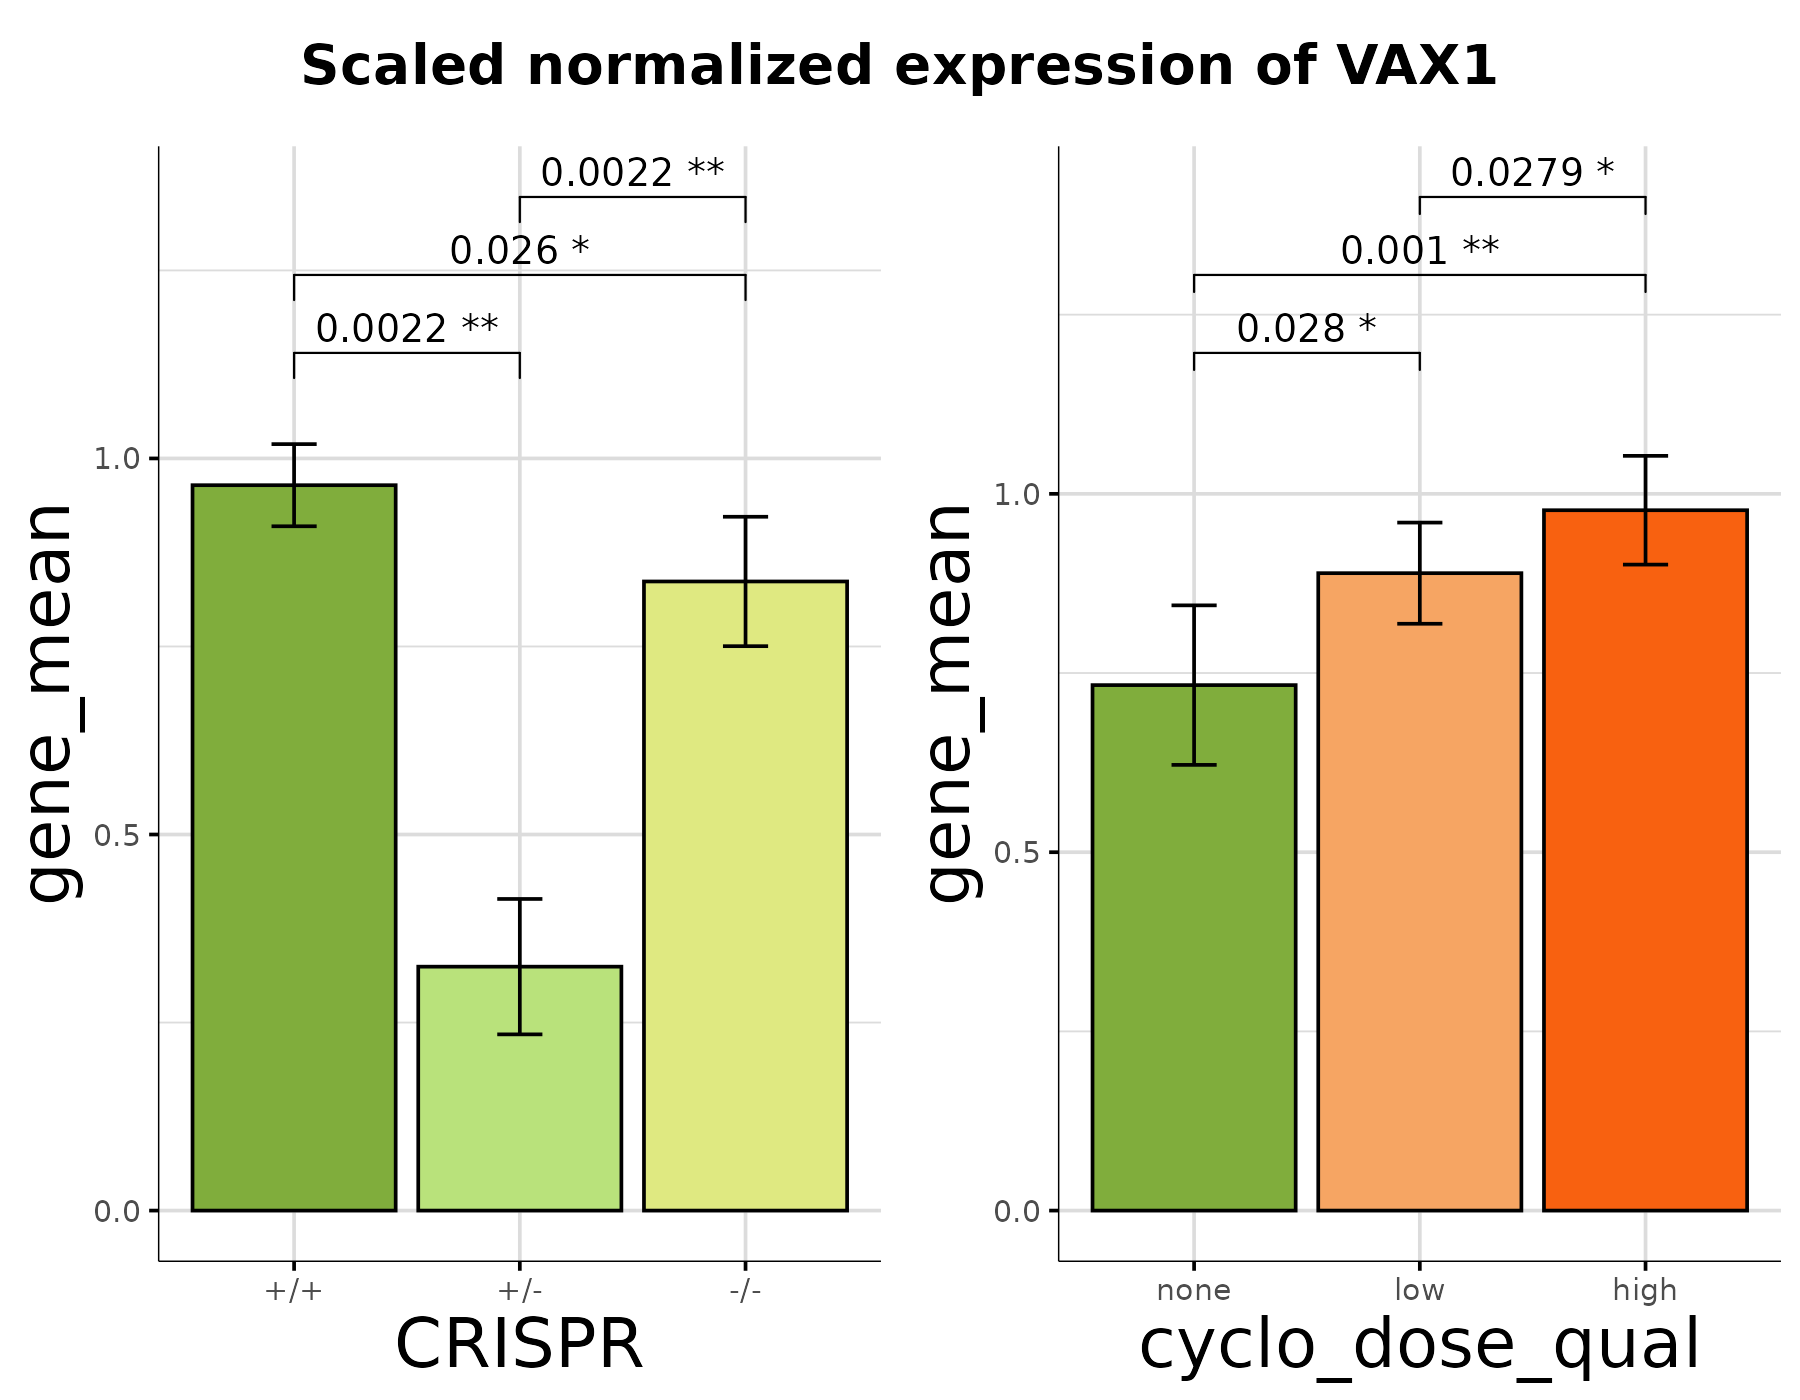 Scaled normalized expression of VAX1
0.0022 **
0.026 *
0.0022 **
1.0
0.5
0.0
gene_mean
+/+ +/- -/-
CRISPR
0.0279 *
0.001 **
0.028 *
1.0
0.5
0.0
gene_mean
none low high
cyclo_dose_qual